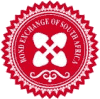 BOND EXCHANGE OF SOUTH AFRICA